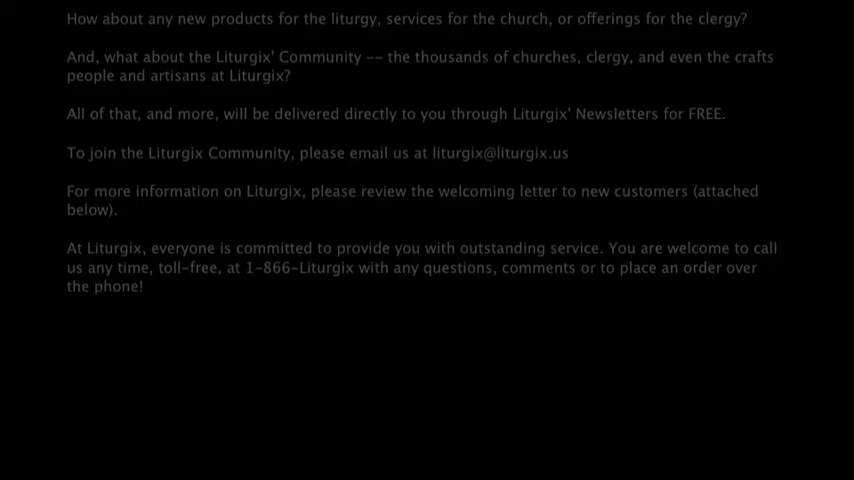 How about any new products for the liturgy, services for the church, or offerings for the clergy?
And, what about the Liturgix' Community -- the thousands of churches, clergy, and even the crafts
people and artisans at Liturgix?
All of that, and more, will be delivered directly to you through Liturgix' Newsletters for FREE.
To join the Liturgix Community, please email us at liturgix@liturgix.us
For more information on Liturgix, please review the welcoming letter to new customers (attached
below).
At Liturgix, everyone is committed to provide you with outstanding service. You are welcome to call
us any time, toll-free, at 1-866-Liturgix with any questions, comments or to place an order over
the phone!